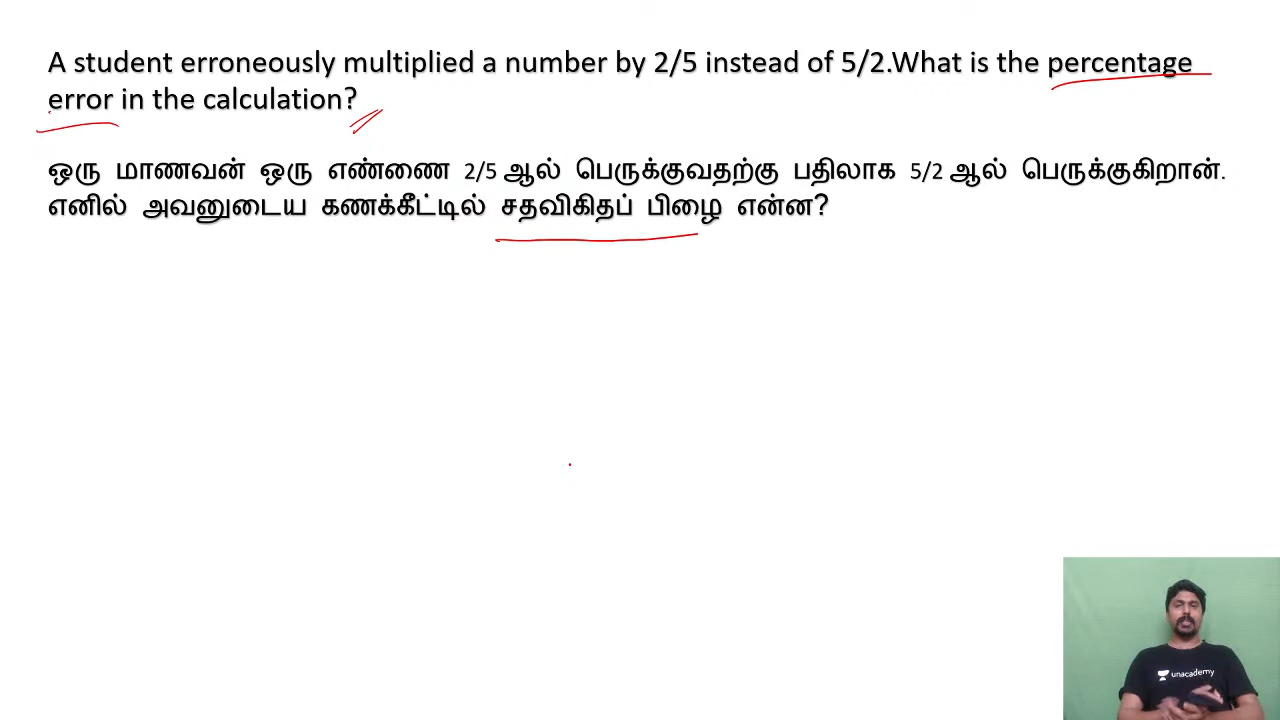 A student erroneously multiplied a number by 2/5 instead of 5/2.What is the percentage
error in the calculation?
ஒரு மாணவன் ஒரு எண்ணை 2/5 ஆல் பெருக்குவதற்கு பதிலாக 5/2 ஆல் பெருக்குகிறான்.
எனில் அவனுடைய கணக்கீட்டில் சதவிகிதப் பிழை என்ன?
unacademy